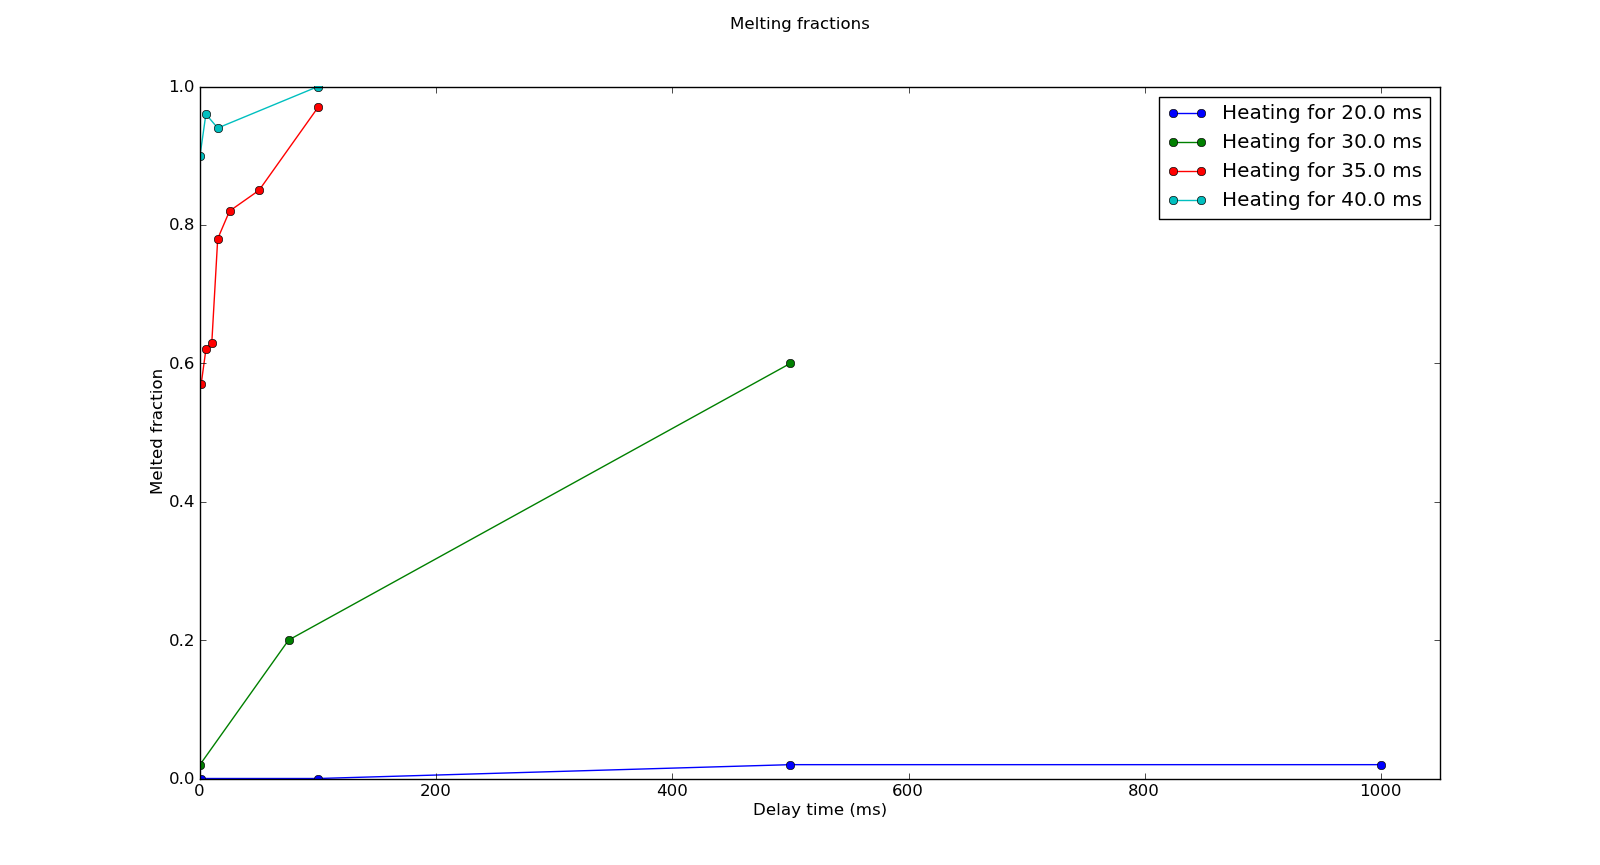 Melting fractions
1.0
0.8
0.6
0.4
0.2
0.0
Melted fraction
0 200 400 600 800 1000
Delay time (ms)
Heating for 20.0 ms
Heating for 30.0 ms
Heating for 35.0 ms
Heating for 40.0 ms